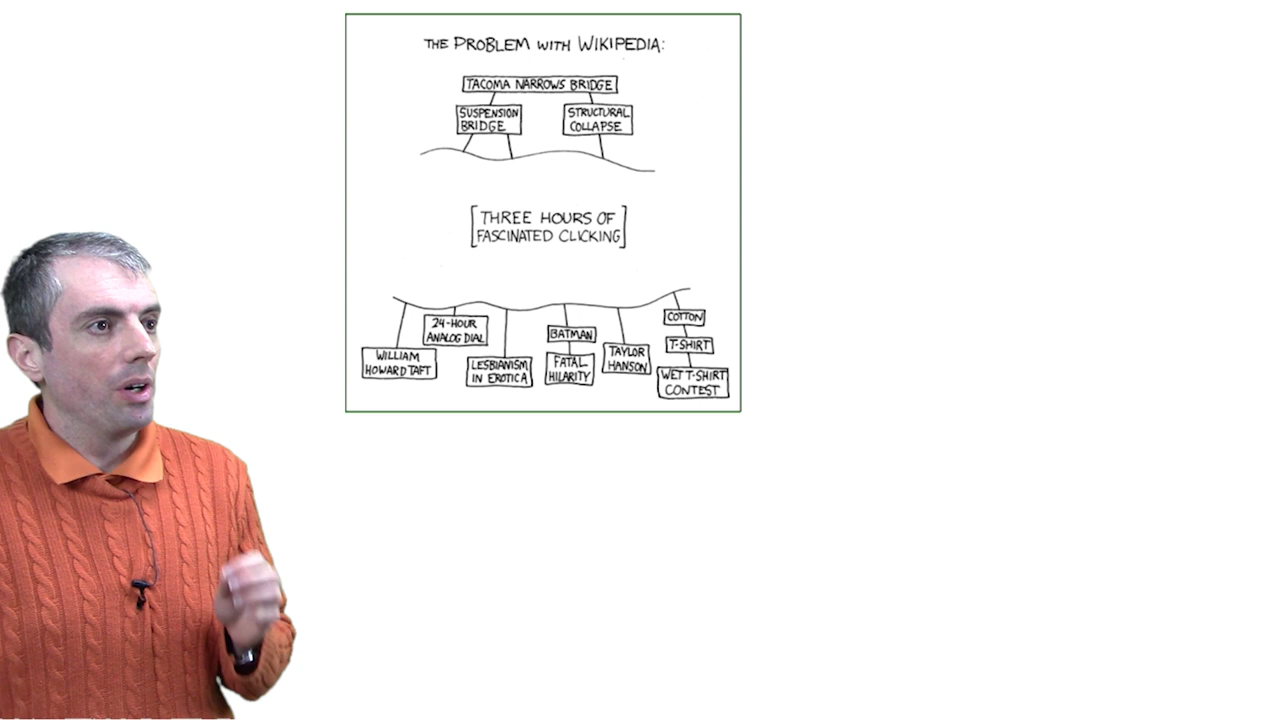 THE PROBLEM WITH WIKIPEDIA:
TACOMA NARROWS BRIDGE
SUSPENSION
BRIDGE
STRUCTURAL
COLLAPSE
[THREE HOURS OF
FASCINATED CLICKING]
WILLIAM
HOWARD TAFT
24-HOUR
ANALOG DIAL
LESBIANISM
IN EROTICA
BATMAN
FATAL
HILARITY
TAYLOR
HANSON
COTTON
T-SHIRT
WET T-SHIRT
CONTEST